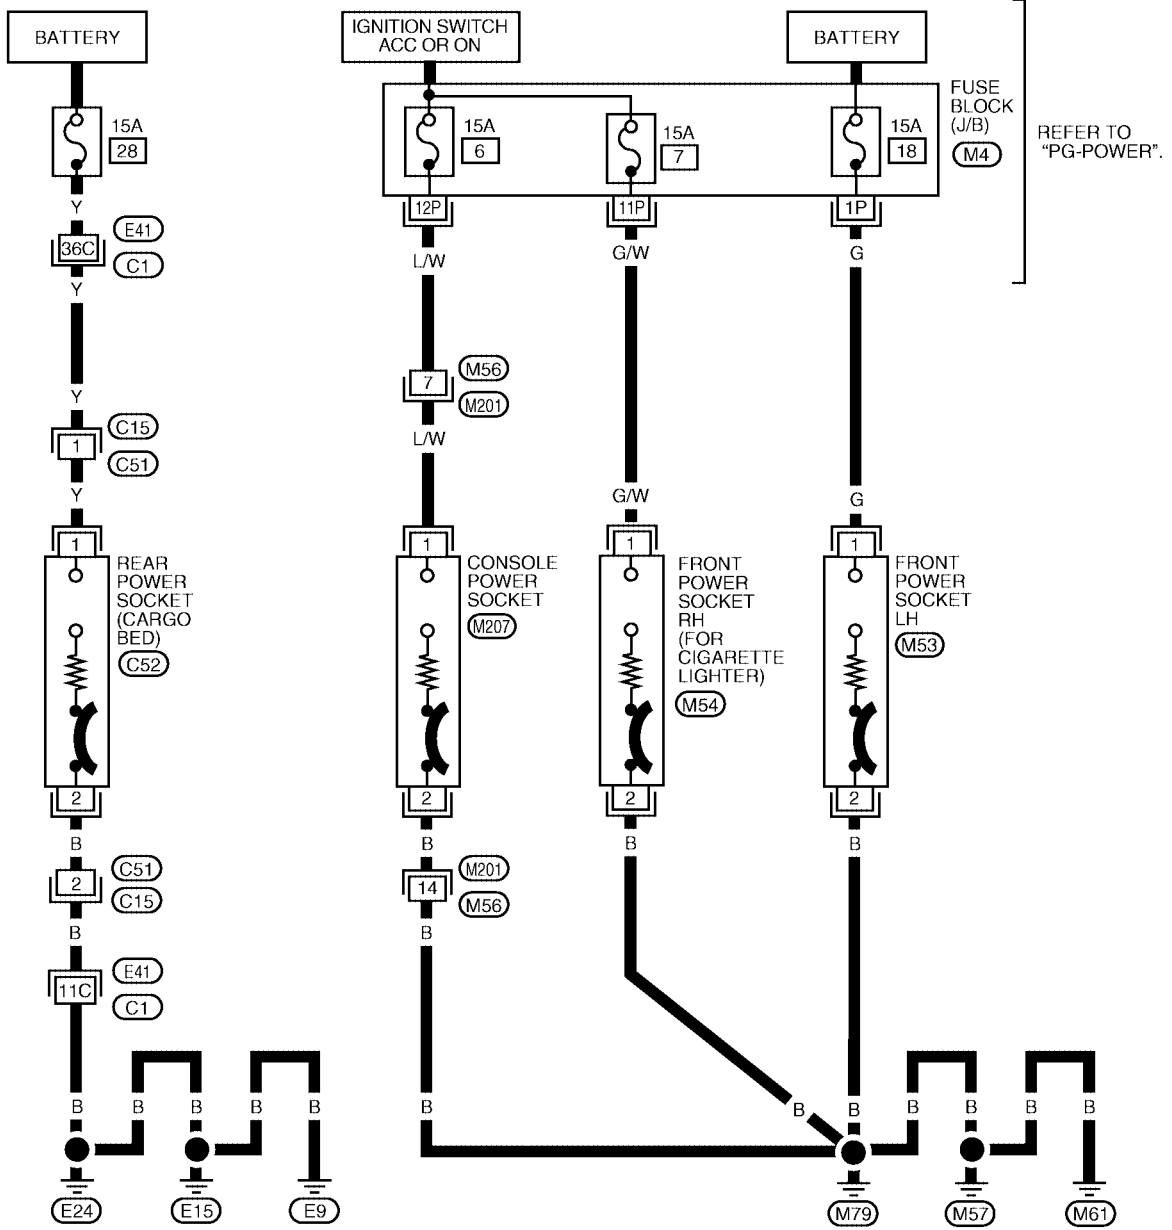 BATTERY
IGNITION SWITCH
ACC OR ON
BATTERY
15A
28
15A
6
15A
7
15A
18
FUSE
BLOCK
(J/B)
M4
REFER TO
"PG-POWER".
Y
36C
E41
C1
Y
12P
11P
1P
L/W
G/W
G
7
M56
M201
L/W
Y
1
C15
C51
Y
G/W
G
1
REAR
POWER
SOCKET
(CARGO
BED)
C52
1
CONSOLE
POWER
SOCKET
M207
1
FRONT
POWER
SOCKET
RH
(FOR
CIGARETTE
LIGHTER)
M54
1
FRONT
POWER
SOCKET
LH
M53
2
2
2
2
B
B
B
B
2
C51
C15
14
M201
M56
B
B
11C
E41
C1
B
B
B
B
B
B
B
B
B
B
B
B
E24
E15
E9
M79
M57
M61